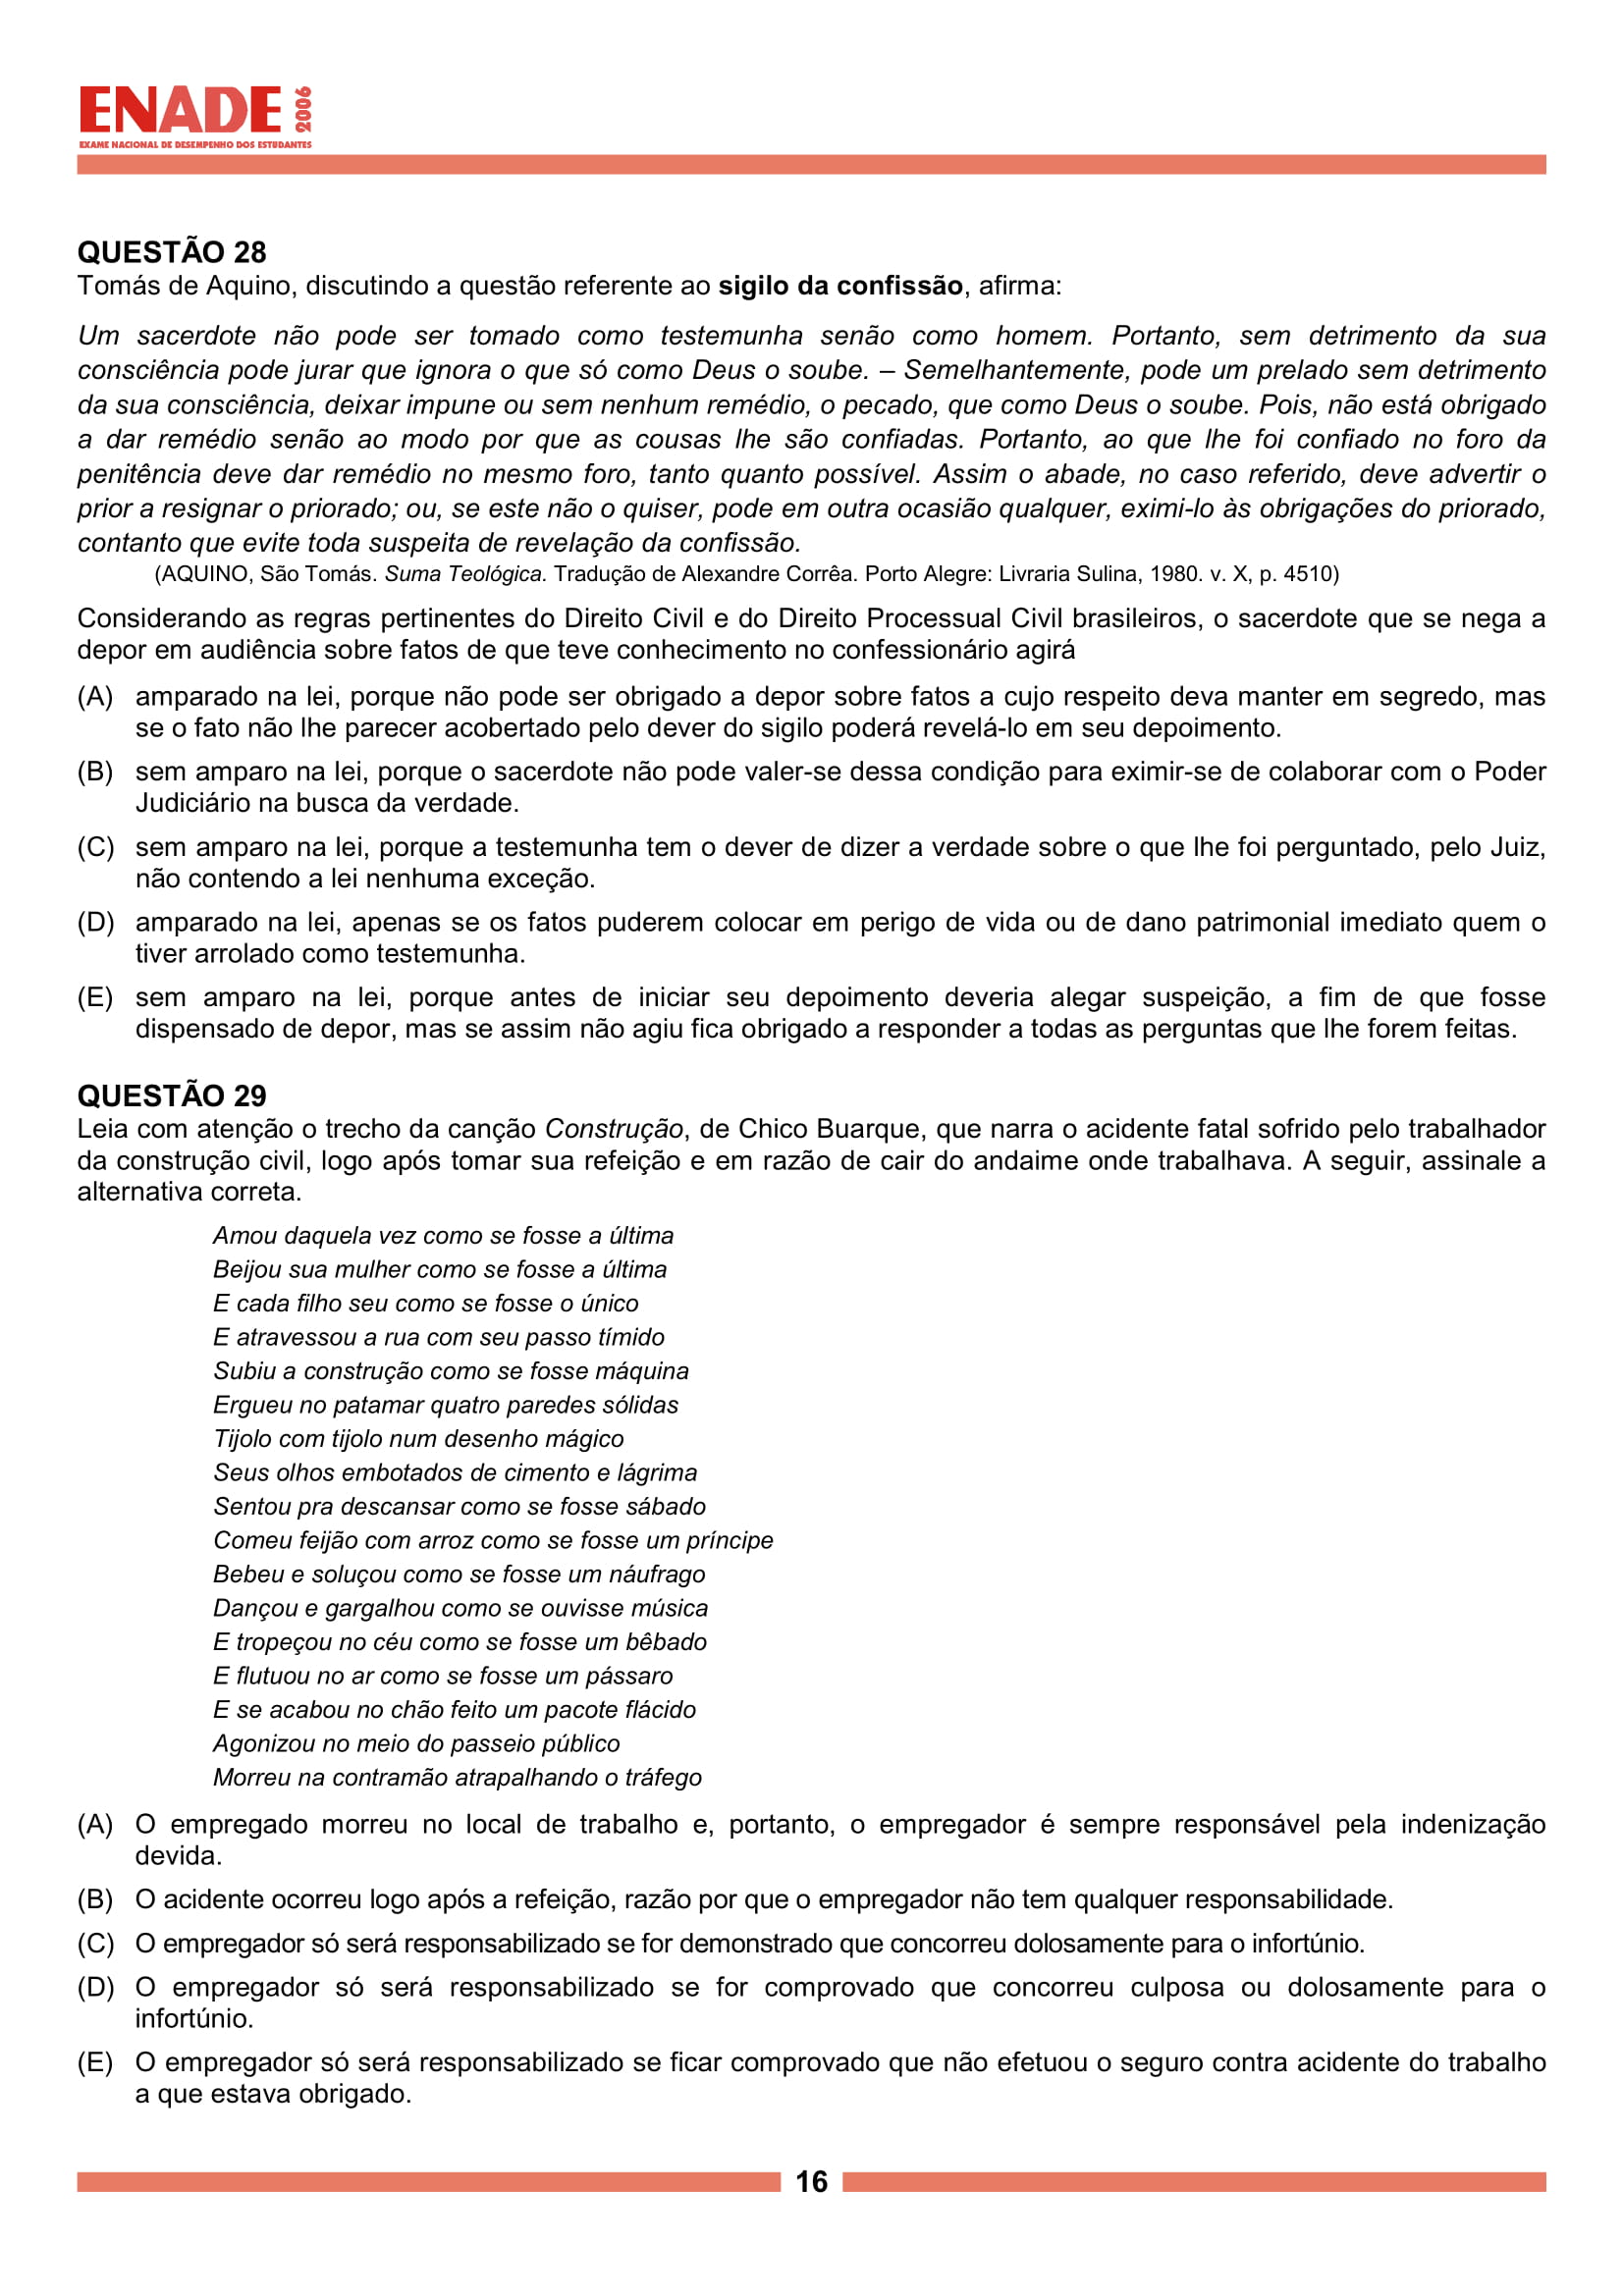 ENADE 2006
EXAME NACIONAL DE DESEMPENHO DOS ESTUDANTES
QUESTÃO 28
Tomás de Aquino, discutindo a questão referente ao sigilo da confissão, afirma:
Um sacerdote não pode ser tomado como testemunha senão como homem. Portanto, sem detrimento da sua
consciência pode jurar que ignora o que só como Deus o soube. – Semelhantemente, pode um prelado sem detrimento
da sua consciência, deixar impune ou sem nenhum remédio, o pecado, que como Deus o soube. Pois, não está obrigado
a dar remédio senão ao modo por que as cousas lhe são confiadas. Portanto, ao que lhe foi confiado no foro da
penitência deve dar remédio no mesmo foro, tanto quanto possível. Assim o abade, no caso referido, deve advertir o
prior a resignar o priorado; ou, se este não o quiser, pode em outra ocasião qualquer, eximi-lo às obrigações do priorado,
contanto que evite toda suspeita de revelação da confissão.
(AQUINO, São Tomás. Suma Teológica. Tradução de Alexandre Corrêa. Porto Alegre: Livraria Sulina, 1980. v. X, p. 4510)
Considerando as regras pertinentes do Direito Civil e do Direito Processual Civil brasileiros, o sacerdote que se nega a
depor em audiência sobre fatos de que teve conhecimento no confessionário agirá
(A) amparado na lei, porque não pode ser obrigado a depor sobre fatos a cujo respeito deva manter em segredo, mas
se o fato não lhe parecer acobertado pelo dever do sigilo poderá revelá-lo em seu depoimento.
(B) sem amparo na lei, porque o sacerdote não pode valer-se dessa condição para eximir-se de colaborar com o Poder
Judiciário na busca da verdade.
(C) sem amparo na lei, porque a testemunha tem o dever de dizer a verdade sobre o que lhe foi perguntado, pelo Juiz,
não contendo a lei nenhuma exceção.
(D) amparado na lei, apenas se os fatos puderem colocar em perigo de vida ou de dano patrimonial imediato quem o
tiver arrolado como testemunha.
(E) sem amparo na lei, porque antes de iniciar seu depoimento deveria alegar suspeição, a fim de que fosse
dispensado de depor, mas se assim não agiu fica obrigado a responder a todas as perguntas que lhe forem feitas.
QUESTÃO 29
Leia com atenção o trecho da canção Construção, de Chico Buarque, que narra o acidente fatal sofrido pelo trabalhador
da construção civil, logo após tomar sua refeição e em razão de cair do andaime onde trabalhava. A seguir, assinale a
alternativa correta.
Amou daquela vez como se fosse a última
Beijou sua mulher como se fosse a última
E cada filho seu como se fosse o único
E atravessou a rua com seu passo tímido
Subiu a construção como se fosse máquina
Ergueu no patamar quatro paredes sólidas
Tijolo com tijolo num desenho mágico
Seus olhos embotados de cimento e lágrima
Sentou pra descansar como se fosse sábado
Comeu feijão com arroz como se fosse um príncipe
Bebeu e soluçou como se fosse um náufrago
Dançou e gargalhou como se ouvisse música
E tropeçou no céu como se fosse um bêbado
E flutuou no ar como se fosse um pássaro
E se acabou no chão feito um pacote flácido
Agonizou no meio do passeio público
Morreu na contramão atrapalhando o tráfego
(A) O empregado morreu no local de trabalho e, portanto, o empregador é sempre responsável pela indenização
devida.
(B) O acidente ocorreu logo após a refeição, razão por que o empregador não tem qualquer responsabilidade.
(C) O empregador só será responsabilizado se for demonstrado que concorreu dolosamente para o infortúnio.
(D) O empregador só será responsabilizado se for comprovado que concorreu culposa ou dolosamente para o
infortúnio.
(E) O empregador só será responsabilizado se ficar comprovado que não efetuou o seguro contra acidente do trabalho
a que estava obrigado.
16